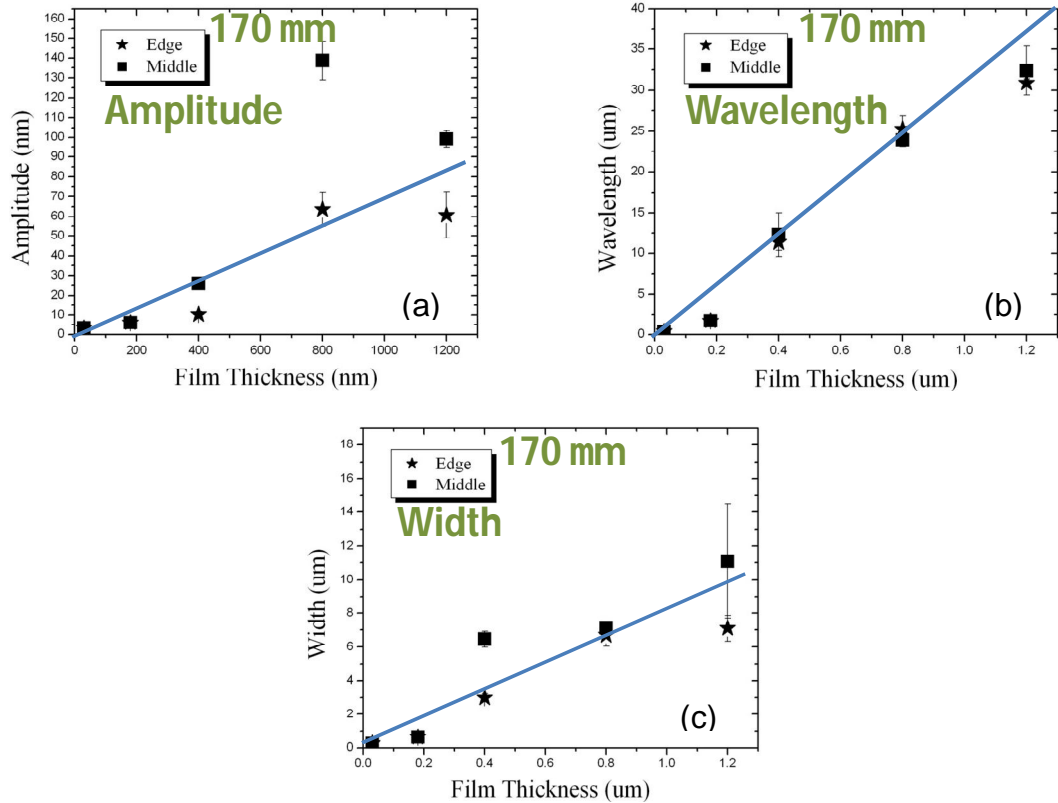 170 mm
Edge
Middle
Amplitude
Amplitude (nm)
150
140
130
120
110
100
90
80
70
60
50
40
30
20
10
0
(a)
0 200 400 600 800 1000 1200
Film Thickness (nm)
170 mm
Edge
Middle
Wavelength
Wavelength (um)
40
35
30
25
20
15
10
5
0
(b)
0.0 0.2 0.4 0.6 0.8 1.0 1.2
Film Thickness (um)
170 mm
Edge
Middle
Width
Width (um)
18
16
14
12
10
8
6
4
2
0
(c)
0.0 0.2 0.4 0.6 0.8 1.0 1.2
Film Thickness (um)